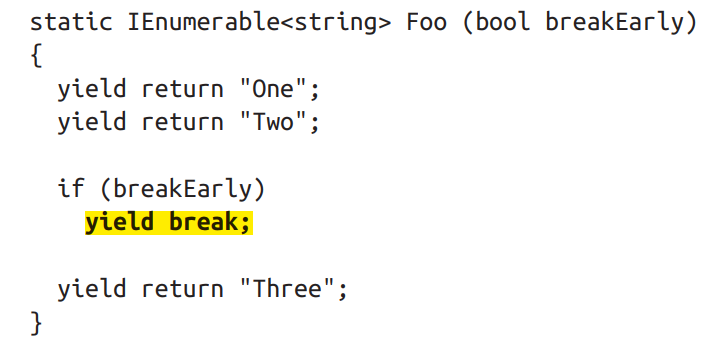 static IEnumerable<string> Foo (bool breakEarly)
{
  yield return "One";
  yield return "Two";

  if (breakEarly)
    yield break;

  yield return "Three";
}